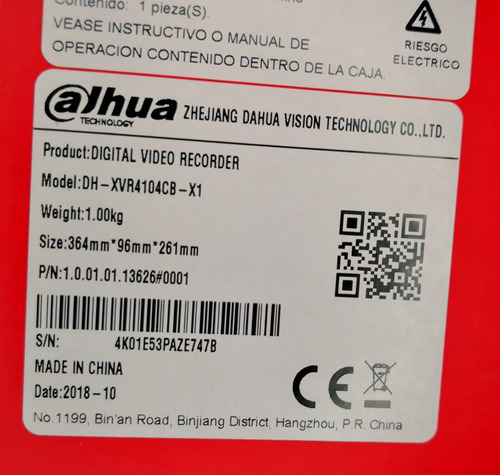 Contenido: 1 pieza(S).
VEASE INSTRUCTIVO O MANUAL DE
OPERACION CONTENIDO DENTRO DE LA CAJA.
RIESGO
ELECTRICO
alhua
TECHNOLOGY
ZHEJIANG DAHUA VISION TECHNOLOGY CO.,LTD.
Product:DIGITAL VIDEO RECORDER
Model:DH-XVR4104CB-X1
Weight:1.00kg
Size:364mm*96mm*261mm
P/N:1.0.01.01.13626#0001
S/N: 4K01E53PAZE747B
MADE IN CHINA
Date:2018-10
CE
No.1199, Bin'an Road, Binjiang District, Hangzhou, P.R. China